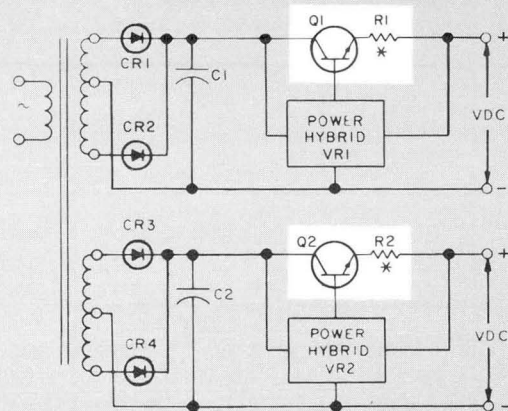 Q1 R1 +
*
CR1
C1
~
CR2
POWER
HYBRID
VR1
VDC
-
CR3
Q2 R2 +
*
C2
CR4
POWER
HYBRID
VR2
VDC
-